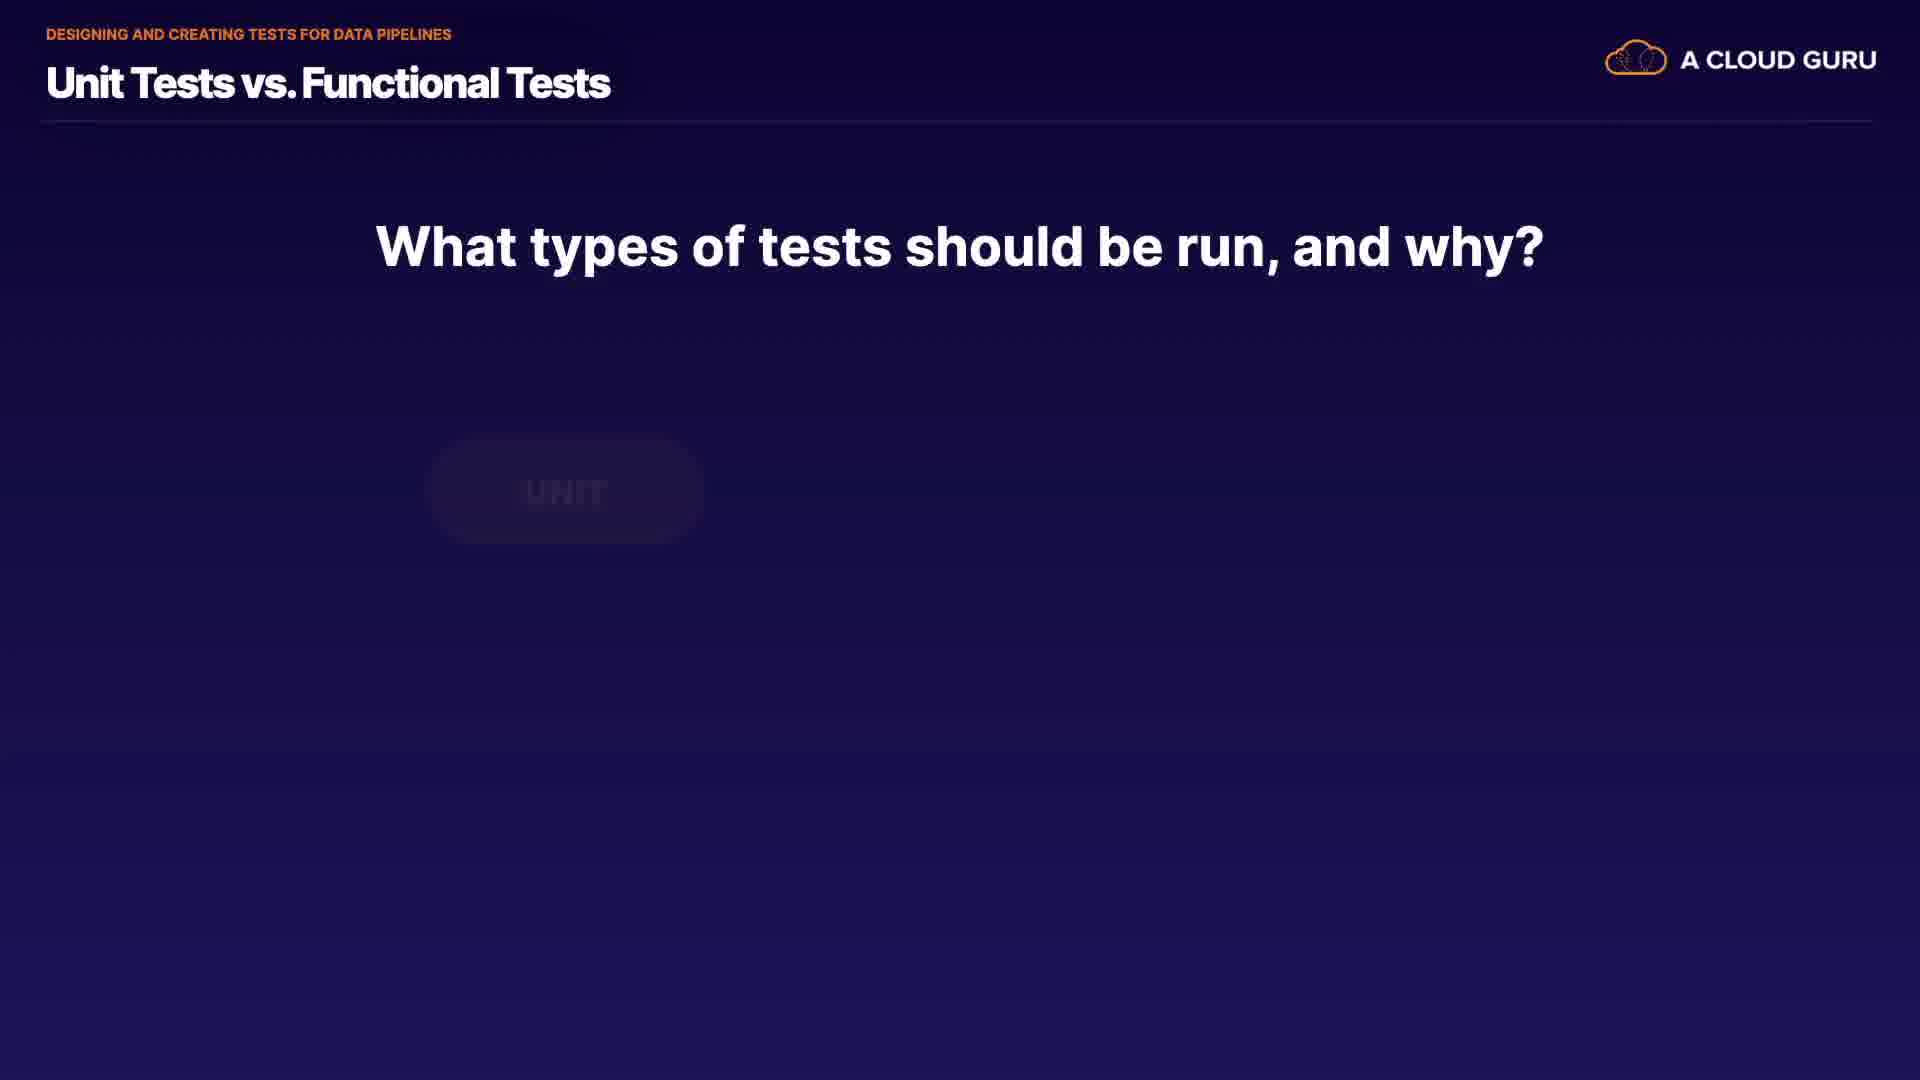 DESIGNING AND CREATING TESTS FOR DATA PIPELINES
Unit Tests vs. Functional Tests
A CLOUD GURU
What types of tests should be run, and why?
UNIT